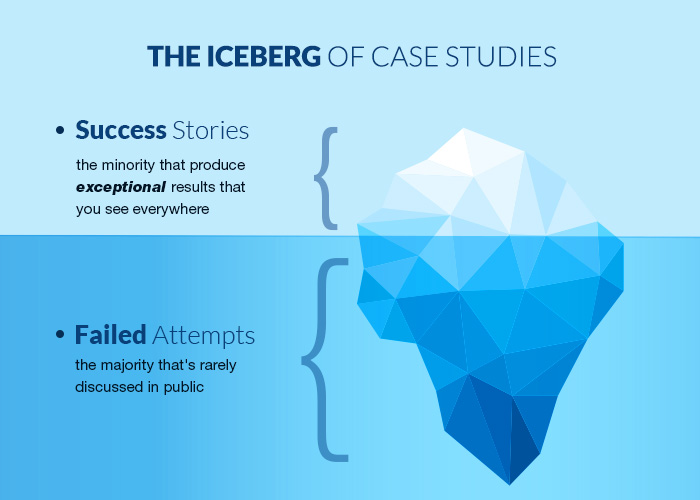 THE ICEBERG OF CASE STUDIES
• Success Stories
the minority that produce
exceptional results that
you see everywhere
• Failed Attempts
the majority that's rarely
discussed in public